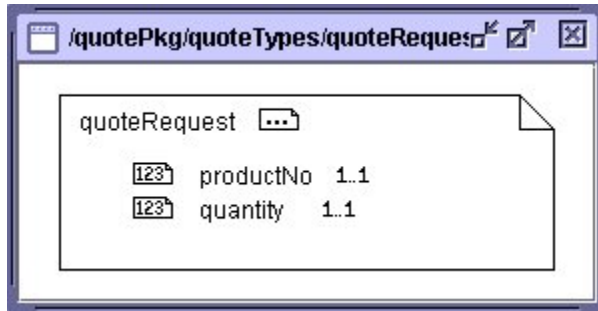 /quotePkg/quoteTypes/quoteReques
quoteRequest ...
123 productNo 1..1
123 quantity 1..1